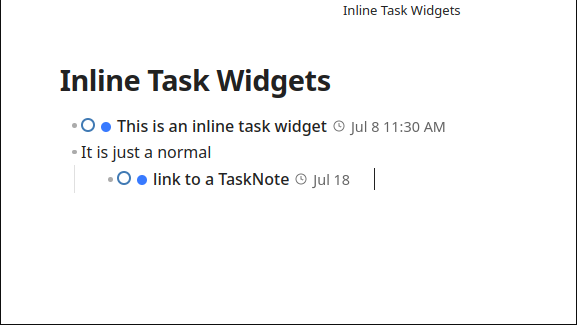 Inline Task Widgets
Inline Task Widgets
This is an inline task widget Jul 8 11:30 AM
It is just a normal
link to a TaskNote Jul 18